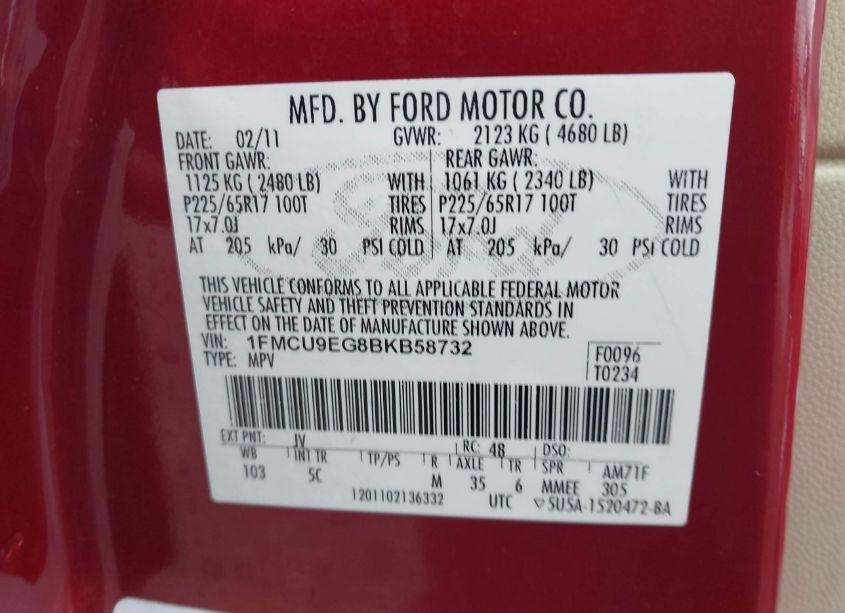 MFD. BY FORD MOTOR CO.
DATE: 02/11 GVWR: 2123 KG ( 4680 LB)
FRONT GAWR: REAR GAWR:
1125 KG ( 2480 LB) WITH 1061 KG ( 2340 LB) WITH
P225/65R17 100T TIRES P225/65R17 100T TIRES
17x7.0J RIMS 17x7.0J RIMS
AT 205 kPa/ 30 PSI COLD AT 205 kPa/ 30 PSI COLD
THIS VEHICLE CONFORMS TO ALL APPLICABLE FEDERAL MOTOR
VEHICLE SAFETY AND THEFT PREVENTION STANDARDS IN
EFFECT ON THE DATE OF MANUFACTURE SHOWN ABOVE.
VIN: 1FMCU9EG8BKB58732 F0096
TYPE: MPV T0234
EXT PNT: JV RC: 48 DSO:
WB INT TR TP/PS R AXLE TR SPR AM71F
103 5C M 35 6 MMEE 305
1201102136332 UTC ▽5U5A-1520472-BA